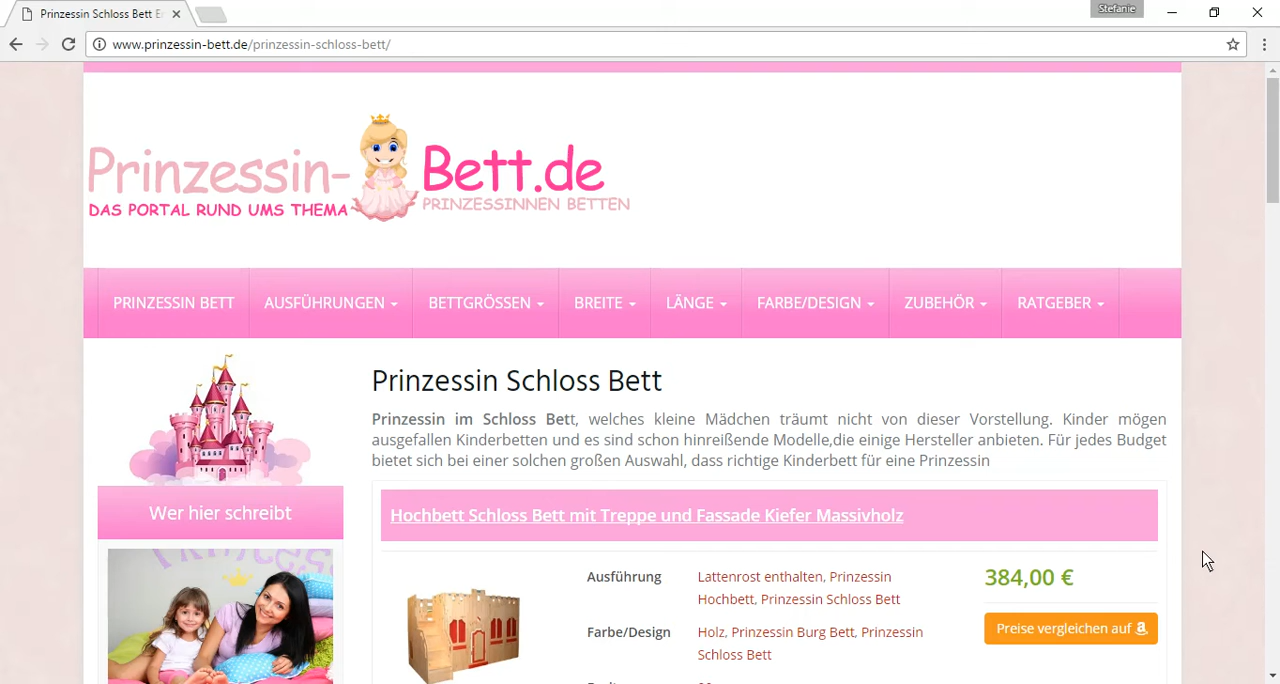 Prinzessin Schloss Bett E
Stefanie
www.prinzessin-bett.de/prinzessin-schloss-bett/
Prinzessin-Bett.de
DAS PORTAL RUND UMS THEMA PRINZESSINNEN BETTEN
PRINZESSIN BETT AUSFÜHRUNGEN BETTGRÖSSEN BREITE LÄNGE FARBE/DESIGN ZUBEHÖR RATGEBER
Wer hier schreibt
Prinzessin Schloss Bett
Prinzessin im Schloss Bett, welches kleine Mädchen träumt nicht von dieser Vorstellung. Kinder mögen
ausgefallen Kinderbetten und es sind schon hinreißende Modelle,die einige Hersteller anbieten. Für jedes Budget
bietet sich bei einer solchen großen Auswahl, dass richtige Kinderbett für eine Prinzessin
Hochbett Schloss Bett mit Treppe und Fassade Kiefer Massivholz
Ausführung Lattenrost enthalten, Prinzessin
Hochbett, Prinzessin Schloss Bett
Farbe/Design Holz, Prinzessin Burg Bett, Prinzessin
Schloss Bett
384,00 €
Preise vergleichen auf